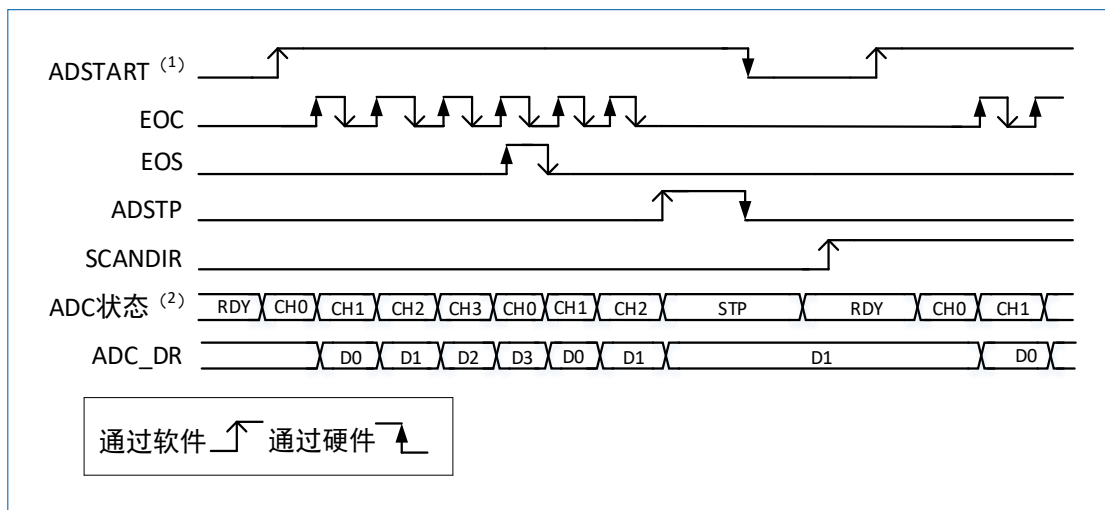 ADSTART（1）
EOC
EOS
ADSTP
SCANDIR
ADC状态（2） RDY CH0 CH1 CH2 CH3 CH0 CH1 CH2 STP RDY CH0 CH1
ADC_DR D0 D1 D2 D3 D0 D1 D1 D0
通过软件 通过硬件